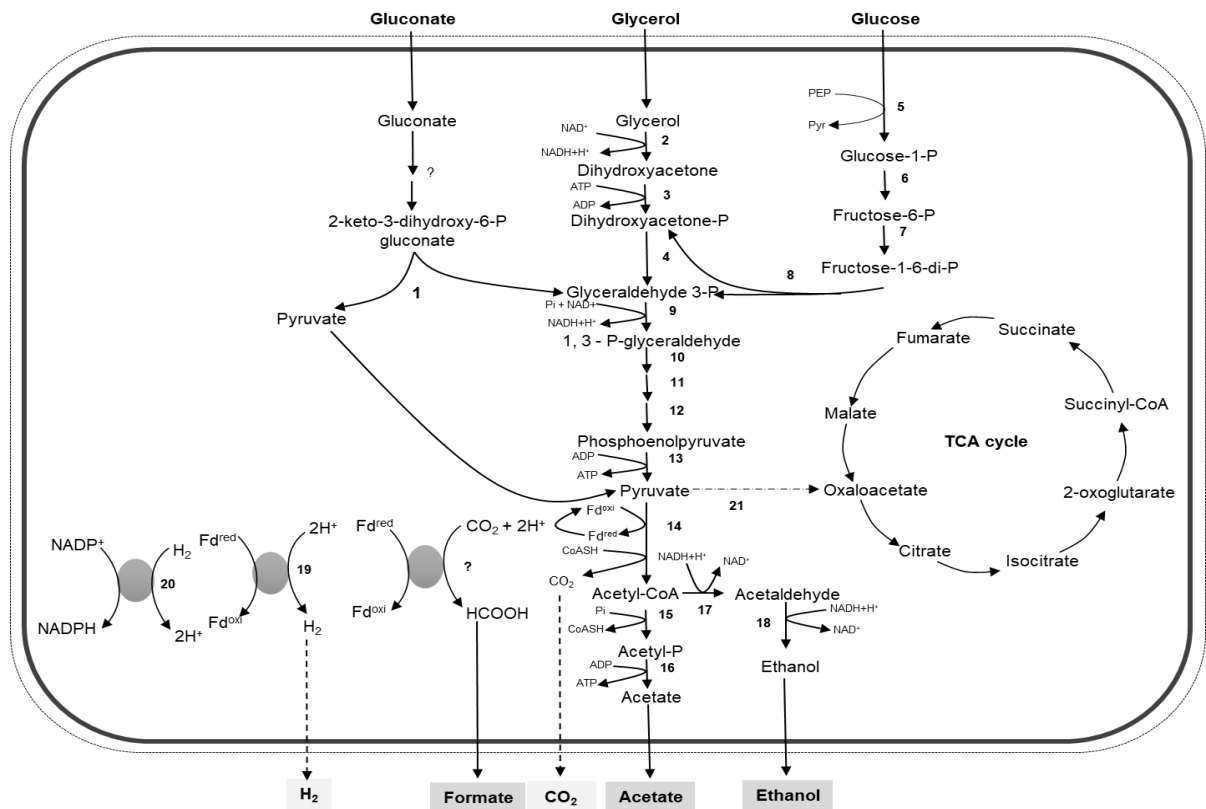 Gluconate
Glycerol
Glucose
PEP
5
Pyr
Gluconate
Glycerol
NAD⁺
2
NADH+H⁺
Glucose-1-P
?
Dihydroxyacetone
6
ATP
3
ADP
2-keto-3-dihydroxy-6-P
gluconate
Dihydroxyacetone-P
Fructose-6-P
7
4
8
Fructose-1-6-di-P
1
Glyceraldehyde 3-P
Pi + NAD+
9
NADH+H⁺
Pyruvate
1, 3 - P-glyceraldehyde
10
11
12
Phosphoenolpyruvate
ADP
13
ATP
Pyruvate
21
Succinate
Fumarate
Succinyl-CoA
Malate
TCA cycle
Oxaloacetate
2-oxoglutarate
Citrate
Isocitrate
NADP⁺
H₂
20
NADPH
2H⁺
Fdʳᵉᵈ
2H⁺
19
Fdᵒˣⁱ
H₂
Fdʳᵉᵈ
CO₂ + 2H⁺
?
Fdᵒˣⁱ
HCOOH
Fdᵒˣⁱ
14
Fdʳᵉᵈ
CoASH
CO₂
NADH+H⁺
NAD⁺
Acetyl-CoA
17
Acetaldehyde
Pi
15
CoASH
18
NADH+H⁺
NAD⁺
Acetyl-P
ADP
16
ATP
Acetate
Ethanol
H₂
Formate
CO₂
Acetate
Ethanol